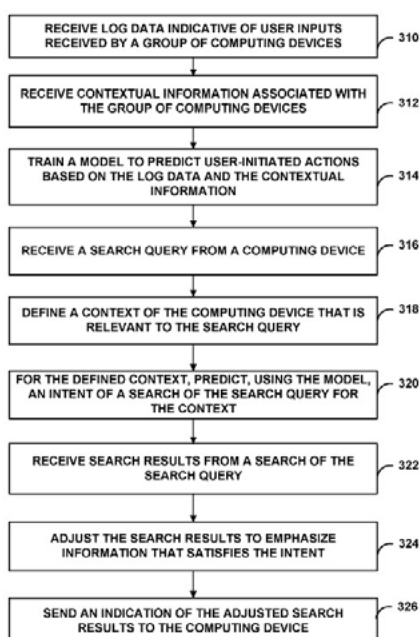 RECEIVE LOG DATA INDICATIVE OF USER INPUTS
RECEIVED BY A GROUP OF COMPUTING DEVICES
310
RECEIVE CONTEXTUAL INFORMATION ASSOCIATED WITH
THE GROUP OF COMPUTING DEVICES
312
TRAIN A MODEL TO PREDICT USER-INITIATED ACTIONS
BASED ON THE LOG DATA AND THE CONTEXTUAL
INFORMATION
314
RECEIVE A SEARCH QUERY FROM A COMPUTING DEVICE
316
DEFINE A CONTEXT OF THE COMPUTING DEVICE THAT IS
RELEVANT TO THE SEARCH QUERY
318
FOR THE DEFINED CONTEXT, PREDICT, USING THE MODEL,
AN INTENT OF A SEARCH OF THE SEARCH QUERY FOR
THE CONTEXT
320
RECEIVE SEARCH RESULTS FROM A SEARCH OF THE
SEARCH QUERY
322
ADJUST THE SEARCH RESULTS TO EMPHASIZE
INFORMATION THAT SATISFIES THE INTENT
324
SEND AN INDICATION OF THE ADJUSTED SEARCH
RESULTS TO THE COMPUTING DEVICE
326